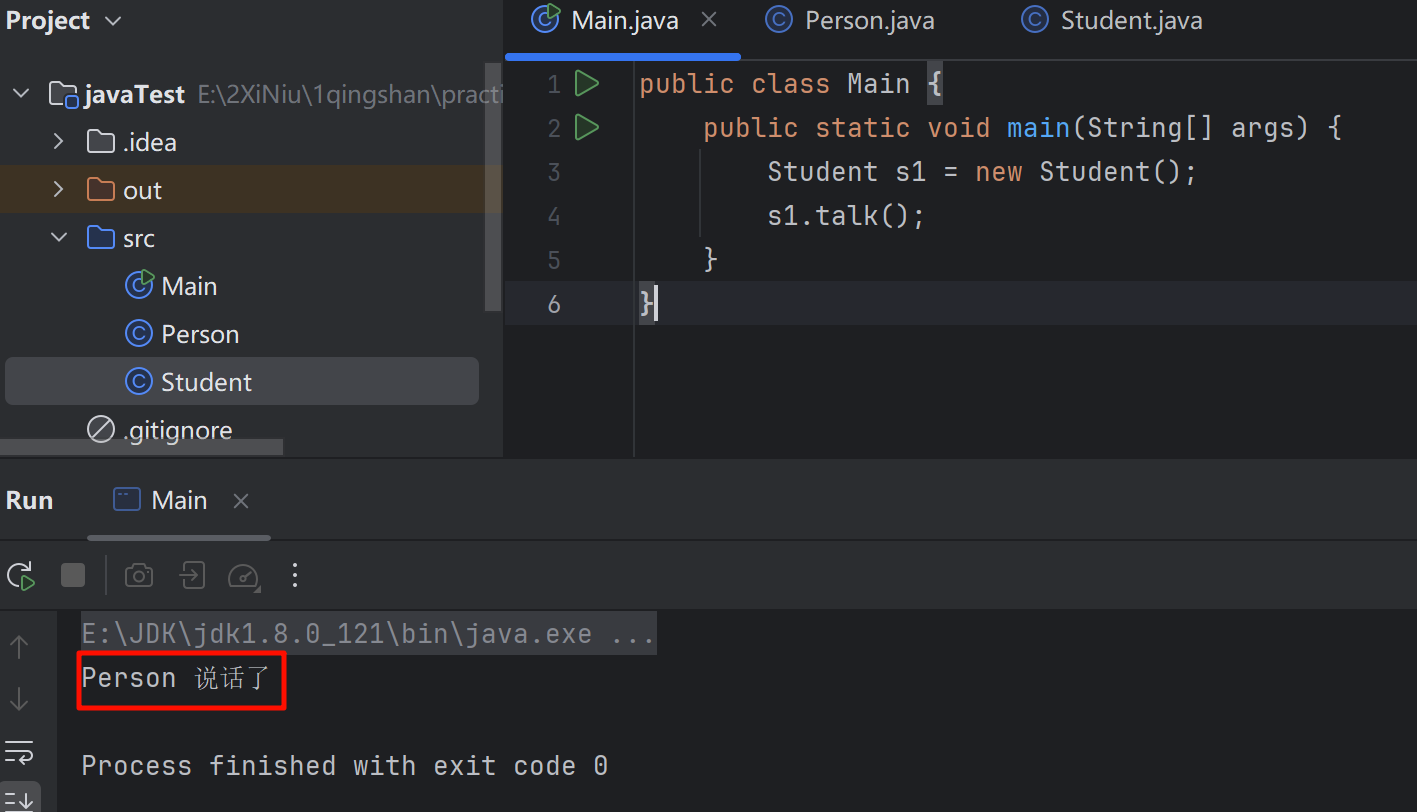 Project
Main.java
Person.java
Student.java
javaTest E:\2XiNiu\1qingshan\practi
.idea
out
src
Main
Person
Student
.gitignore
1 public class Main {
2 public static void main(String[] args) {
3 Student s1 = new Student();
4 s1.talk();
5 }
6 }
Run Main
E:\JDK\jdk1.8.0_121\bin\java.exe ...
Person 说话了
Process finished with exit code 0